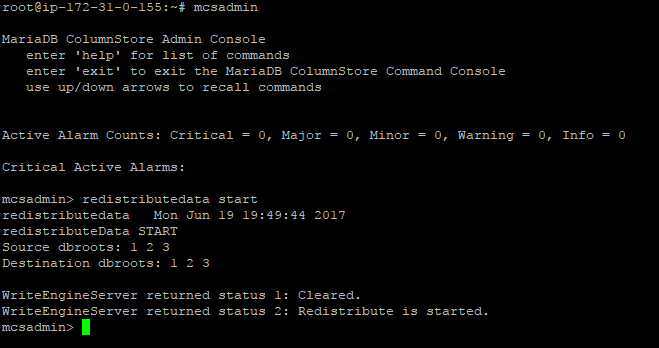 root@ip-172-31-0-155:~# mcsadmin
MariaDB ColumnStore Admin Console
enter 'help' for list of commands
enter 'exit' to exit the MariaDB ColumnStore Command Console
use up/down arrows to recall commands
Active Alarm Counts: Critical = 0, Major = 0, Minor = 0, Warning = 0, Info = 0
Critical Active Alarms:
mcsadmin> redistributedata start
redistributedata   Mon Jun 19 19:49:44 2017
redistributeData START
Source dbroots: 1 2 3
Destination dbroots: 1 2 3
WriteEngineServer returned status 1: Cleared.
WriteEngineServer returned status 2: Redistribute is started.
mcsadmin>